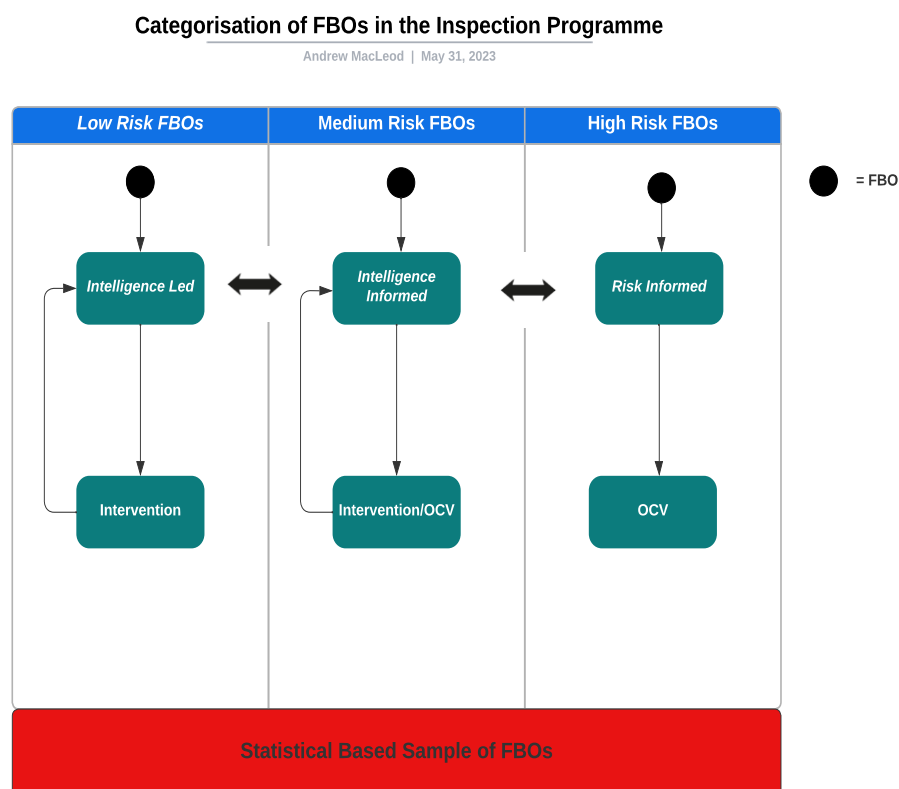 Categorisation of FBOs in the Inspection Programme
Andrew MacLeod | May 31, 2023
Low Risk FBOs
Medium Risk FBOs
High Risk FBOs
= FBO
Intelligence Led
Intelligence
Informed
Risk Informed
Intervention
Intervention/OCV
OCV
Statistical Based Sample of FBOs